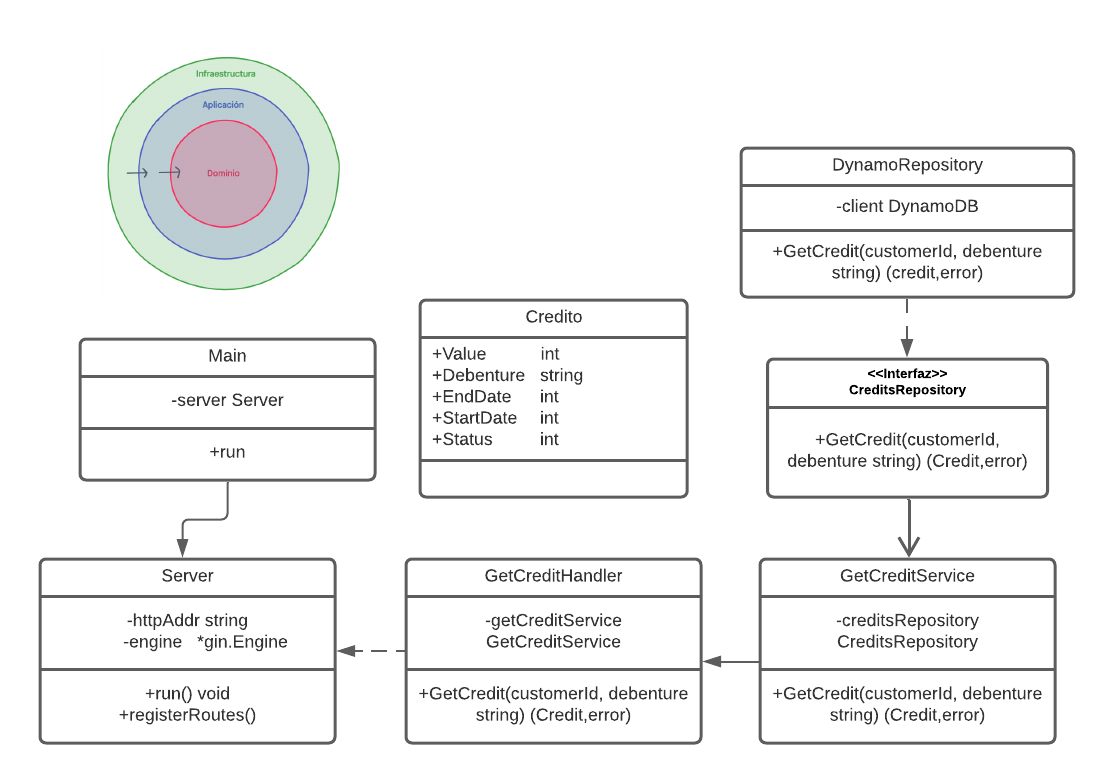 Infraestructura
Aplicación
Dominio
DynamoRepository
-client DynamoDB
+GetCredit(customerId, debenture
string) (credit,error)
Credito
+Value int
+Debenture string
+EndDate int
+StartDate int
+Status int
Main
-server Server
+run
<<Interfaz>>
CreditsRepository
+GetCredit(customerId,
debenture string) (Credit,error)
Server
-httpAddr string
-engine *gin.Engine
+run() void
+registerRoutes()
GetCreditHandler
-getCreditService
GetCreditService
+GetCredit(customerId, debenture
string) (Credit,error)
GetCreditService
-creditsRepository
CreditsRepository
+GetCredit(customerId, debenture
string) (Credit,error)